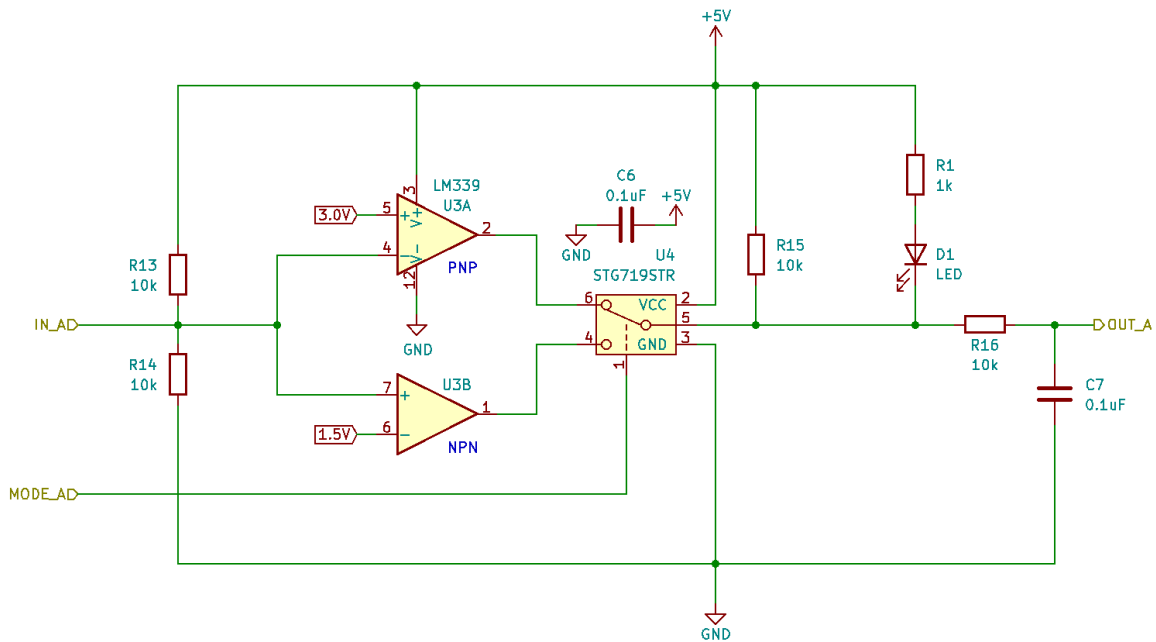 +5V
LM339
U3A
3
5
3.0V
+
V+
2
4
-
V-
12
PNP
GND
C6
0.1uF
+5V
GND
U4
STG719STR
6
VCC
2
5
4
GND
3
1
R1
1k
D1
LED
R15
10k
R13
10k
IN_A
R14
10k
R16
10k
OUT_A
C7
0.1uF
U3B
7
+
1
6
-
1.5V
NPN
MODE_A
GND